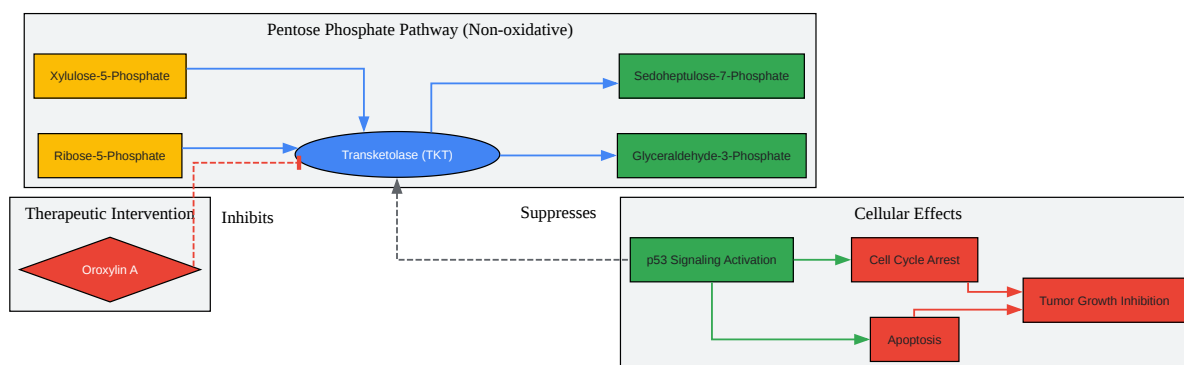 Pentose Phosphate Pathway (Non-oxidative)
Xylulose-5-Phosphate
Sedoheptulose-7-Phosphate
Ribose-5-Phosphate
Transketolase (TKT)
Glyceraldehyde-3-Phosphate
Therapeutic Intervention
Inhibits
Suppresses
Cellular Effects
Oroxylin A
p53 Signaling Activation
Cell Cycle Arrest
Tumor Growth Inhibition
Apoptosis